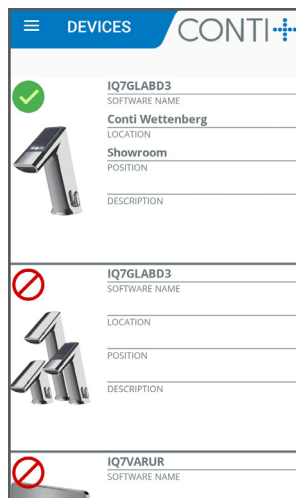 DEVICES
CONTI+
IQ7GLABD3
SOFTWARE NAME
Conti Wettenberg
LOCATION
Showroom
POSITION
DESCRIPTION
IQ7GLABD3
SOFTWARE NAME
LOCATION
POSITION
DESCRIPTION
IQ7VARUR
SOFTWARE NAME